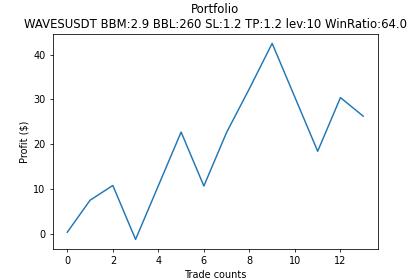 Portfolio
WAVESUSDT BBM:2.9 BBL:260 SL:1.2 TP:1.2 lev:10 WinRatio:64.0
40
30
20
10
0
Profit ($)
0 2 4 6 8 10 12
Trade counts